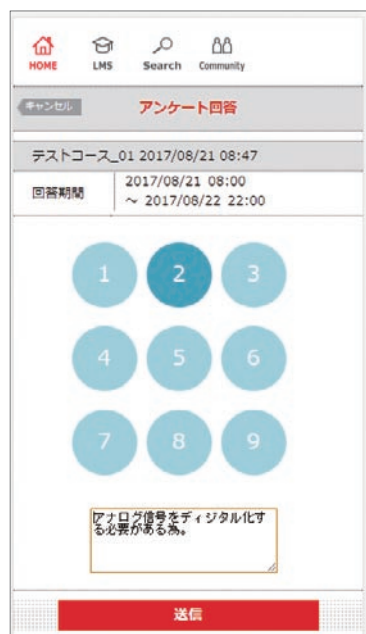 HOME LMS Search Community
キャンセル アンケート回答
テストコース_01 2017/08/21 08:47
回答期間 2017/08/21 08:00
～ 2017/08/22 22:00
1 2 3
4 5 6
7 8 9
アナログ信号をディジタル化す
る必要がある為。
送信